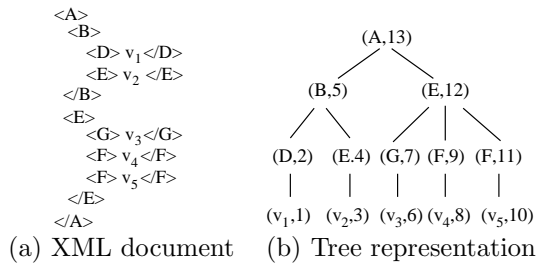 <A>
<B>
<D> v₁ </D>
<E> v₂ </E>
</B>
<E>
<G> v₃</G>
<F> v₄</F>
<F> v₅</F>
</E>
</A>
(a) XML document
(A,13)
(B,5) (E,12)
(D,2) (E.4) (G,7) (F,9) (F,11)
(v₁,1) (v₂,3) (v₃,6) (v₄,8) (v₅,10)
(b) Tree representation